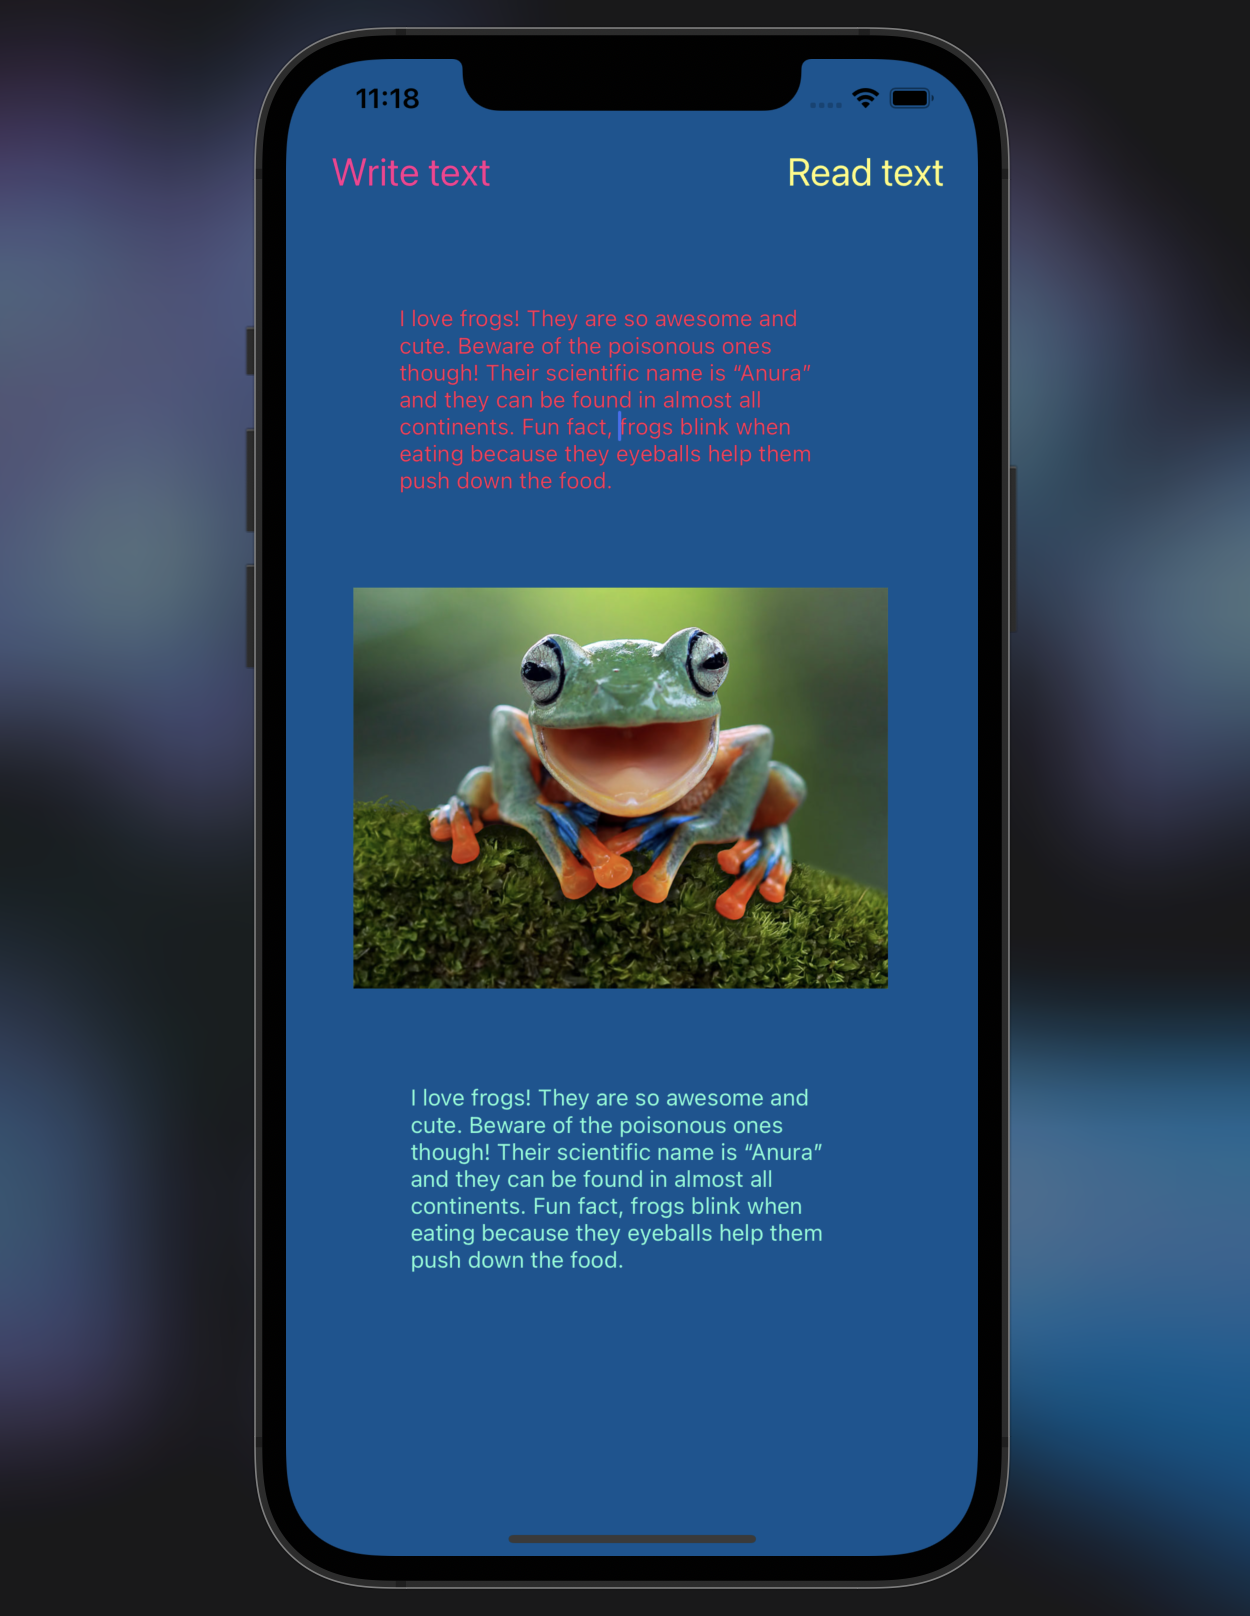 11:18
Write text
Read text
I love frogs! They are so awesome and
cute. Beware of the poisonous ones
though! Their scientific name is “Anura”
and they can be found in almost all
continents. Fun fact, frogs blink when
eating because they eyeballs help them
push down the food.
I love frogs! They are so awesome and
cute. Beware of the poisonous ones
though! Their scientific name is “Anura”
and they can be found in almost all
continents. Fun fact, frogs blink when
eating because they eyeballs help them
push down the food.